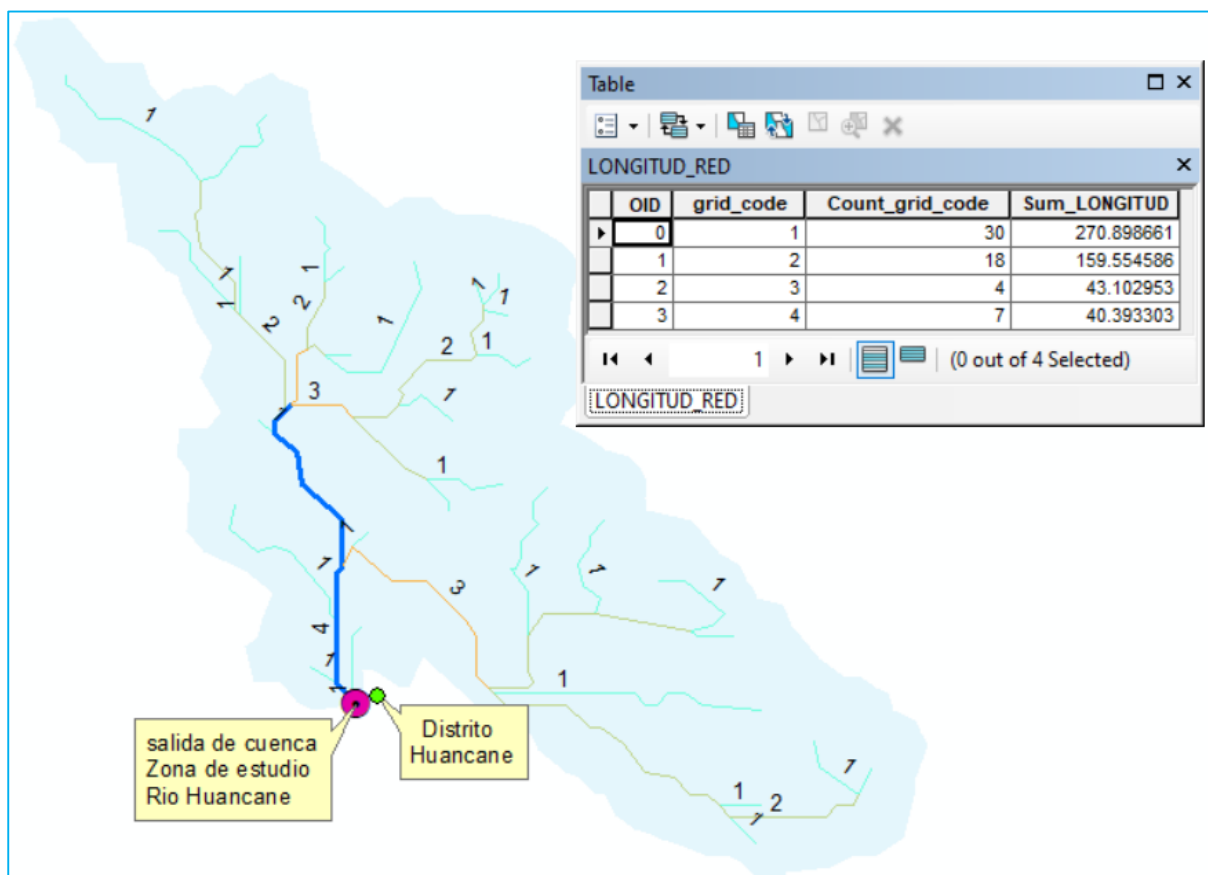 Table
LONGITUD_RED
OID grid_code Count_grid_code Sum_LONGITUD
0 1 30 270.898661
1 2 18 159.554586
2 3 4 43.102953
3 4 7 40.393303
1 (0 out of 4 Selected)
LONGITUD_RED
1
1
1
2
1
2
1
1
1
2
1
3
1
1
1
1
1
3
1
1
1
4
1
1
1
1
2
1
1
salida de cuenca
Zona de estudio
Rio Huancane
Distrito
Huancane